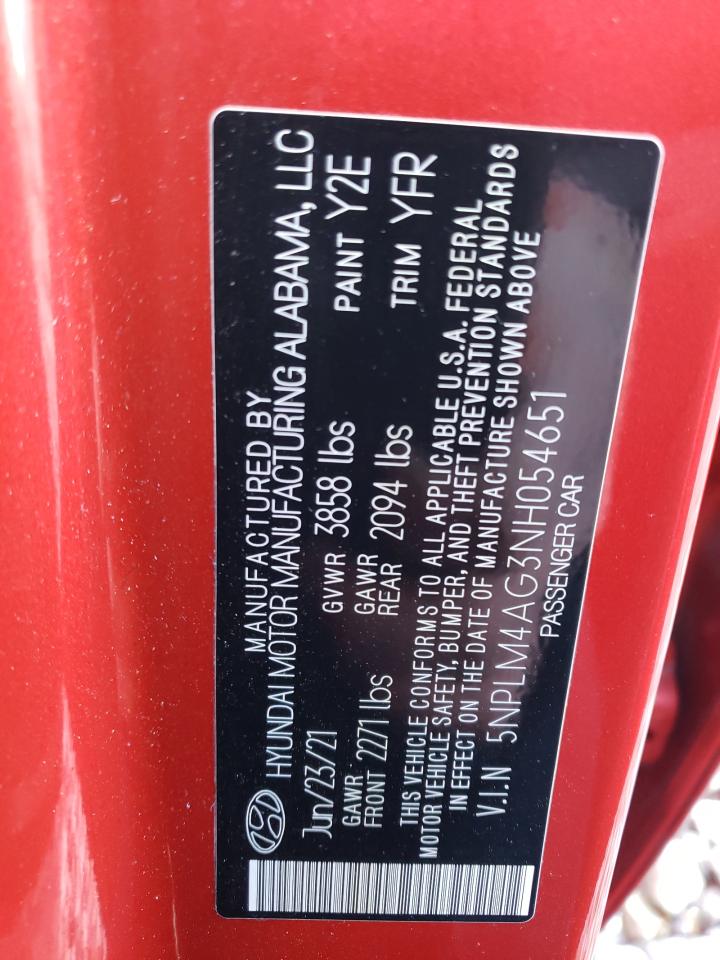 MANUFACTURED BY
HYUNDAI MOTOR MANUFACTURING ALABAMA, LLC
Jun/23/21 GVWR 3858 lbs PAINT Y2E
GAWR FRONT 2271 lbs GAWR REAR 2094 lbs TRIM YFR
THIS VEHICLE CONFORMS TO ALL APPLICABLE U.S.A. FEDERAL
MOTOR VEHICLE SAFETY, BUMPER, AND THEFT PREVENTION STANDARDS
IN EFFECT ON THE DATE OF MANUFACTURE SHOWN ABOVE
V.I.N 5NPLM4AG3NH054651
PASSENGER CAR